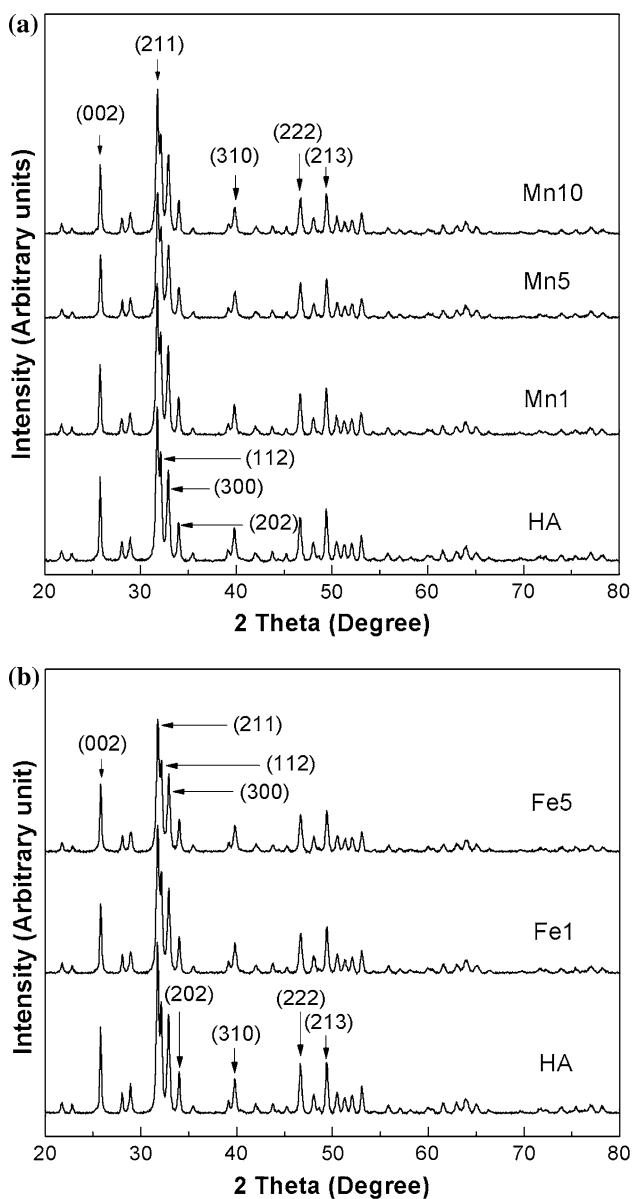 (a)
(211)
(002)
(222)
(310)
(213)
Mn10
Mn5
Mn1
(112)
(300)
(202)
HA
Intensity (Arbitrary units)
20 30 40 50 60 70 80
2 Theta (Degree)
(b)
(211)
(002)
(112)
(300)
Fe5
Fe1
(202)
(222)
(310)
(213)
HA
Intensity (Arbitrary unit)
20 30 40 50 60 70 80
2 Theta (Degree)